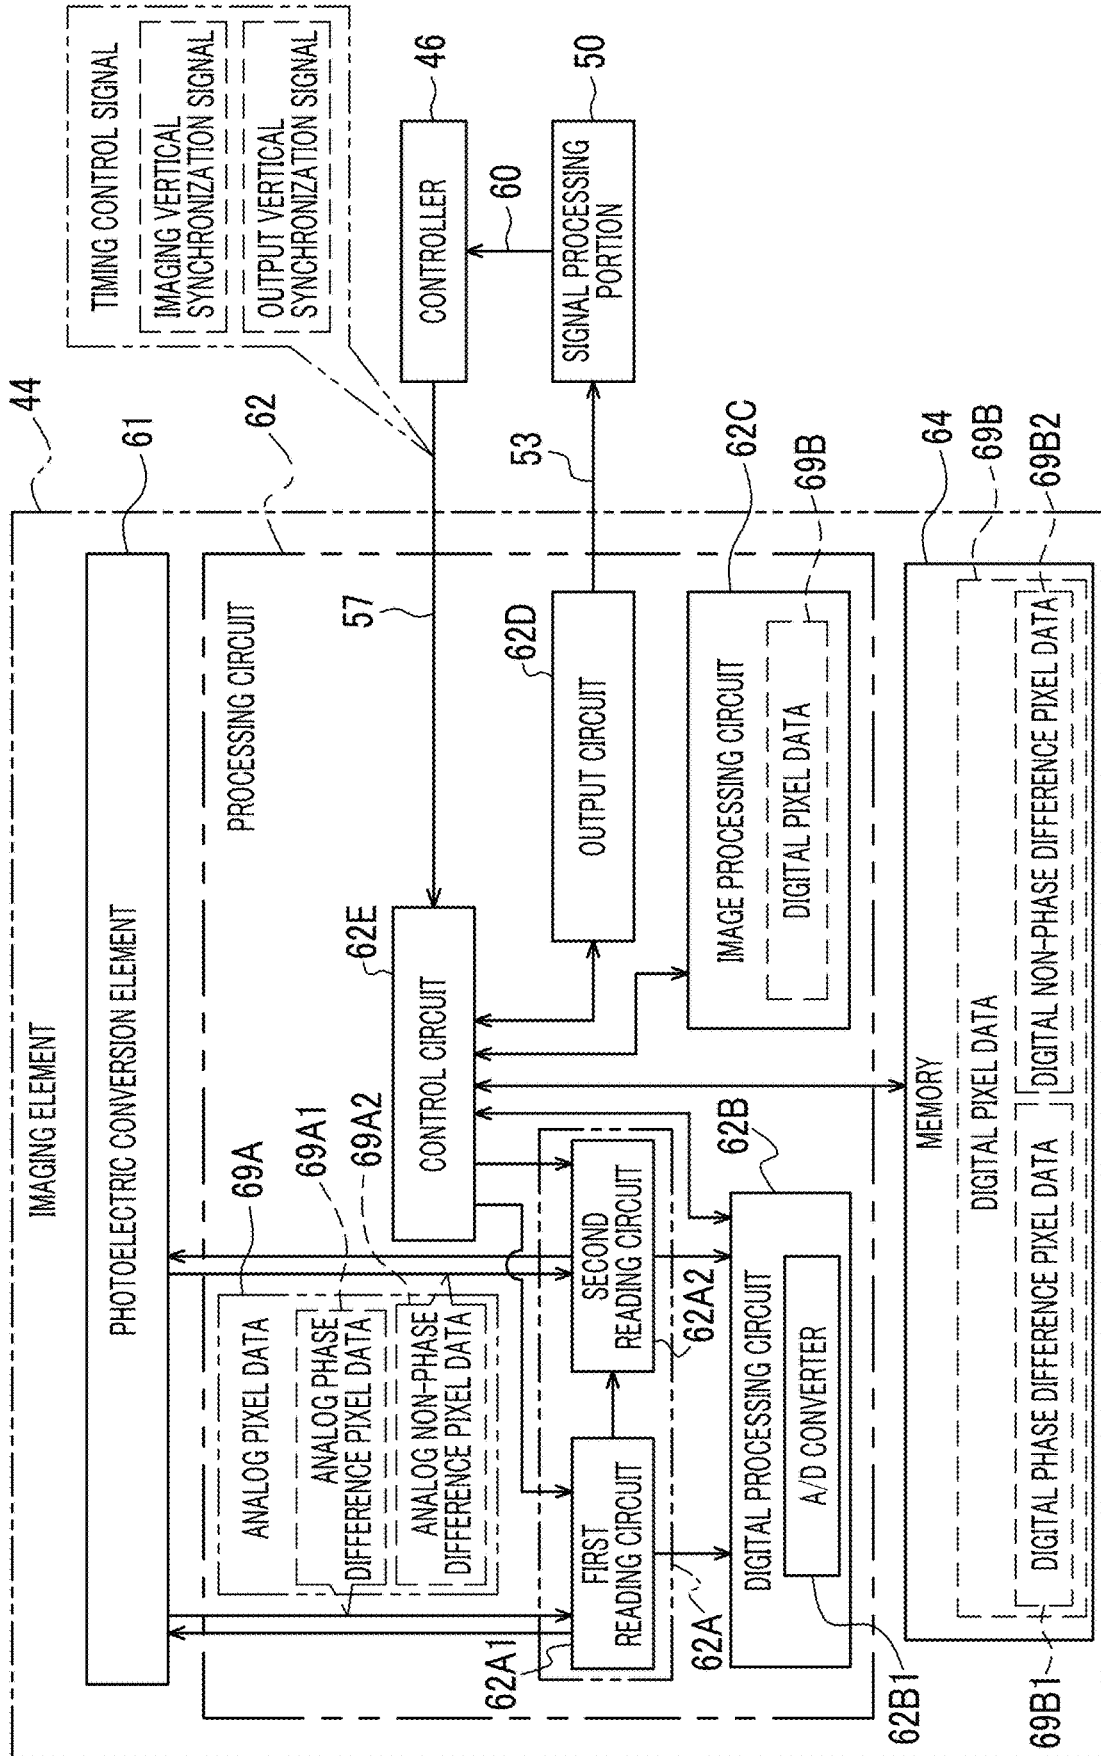 44
IMAGING ELEMENT
61
PHOTOELECTRIC CONVERSION ELEMENT
62
PROCESSING CIRCUIT
TIMING CONTROL SIGNAL
IMAGING VERTICAL
SYNCHRONIZATION SIGNAL
OUTPUT VERTICAL
SYNCHRONIZATION SIGNAL
69A
ANALOG PIXEL DATA
69A1
ANALOG PHASE
DIFFERENCE PIXEL DATA
69A2
ANALOG NON-PHASE
DIFFERENCE PIXEL DATA
62E
CONTROL CIRCUIT
57
46
CONTROLLER
60
62A1
FIRST
READING CIRCUIT
SECOND
READING CIRCUIT
62A2
62A
62D
OUTPUT CIRCUIT
53
50
SIGNAL PROCESSING
PORTION
62B
DIGITAL PROCESSING CIRCUIT
A/D CONVERTER
62B1
62C
IMAGE PROCESSING CIRCUIT
69B
DIGITAL PIXEL DATA
64
MEMORY
69B
DIGITAL PIXEL DATA
69B1
DIGITAL PHASE DIFFERENCE PIXEL DATA
DIGITAL NON-PHASE DIFFERENCE PIXEL DATA
69B2